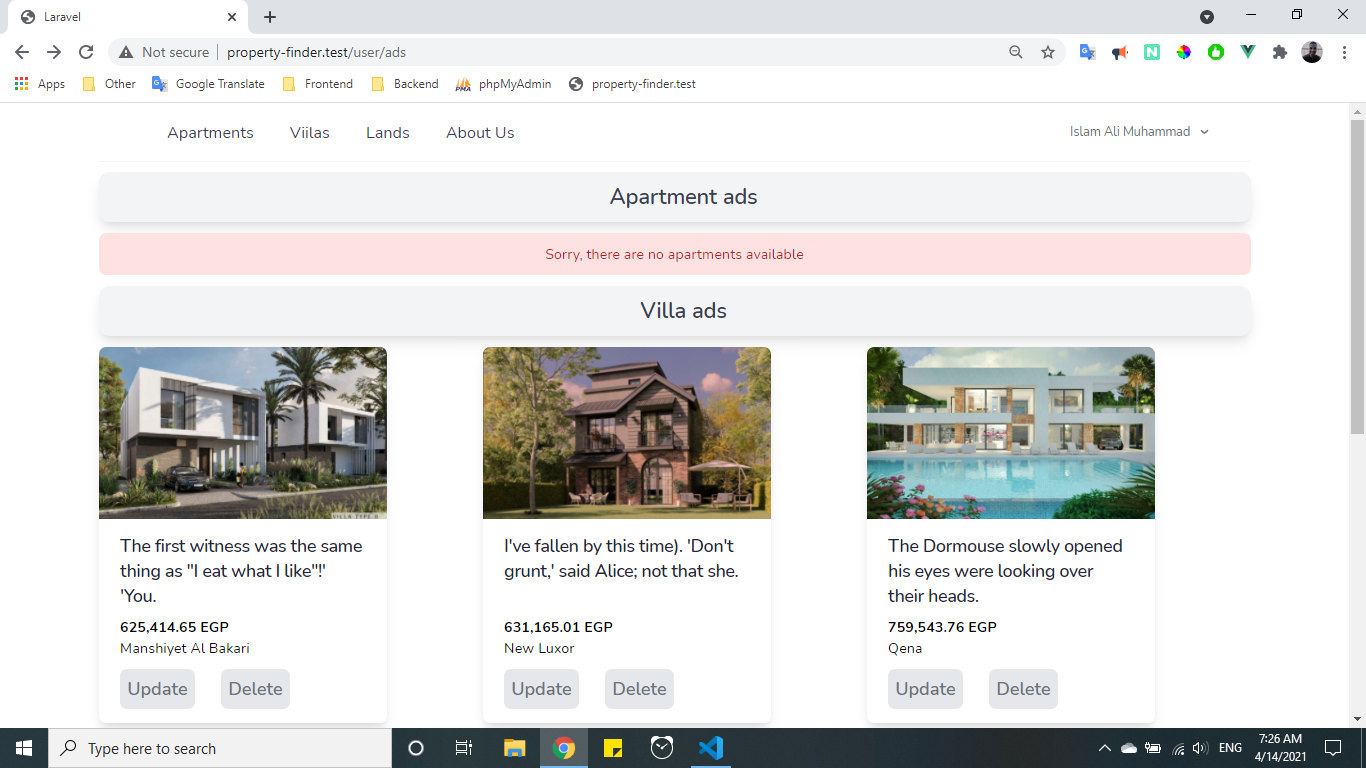 Laravel
Not secure
property-finder.test/user/ads
Apps
Other
Google Translate
Frontend
Backend
phpMyAdmin
property-finder.test
Apartments
Viilas
Lands
About Us
Islam Ali Muhammad
Apartment ads
Sorry, there are no apartments available
Villa ads
VILLA TYPE
The first witness was the same
thing as "I eat what I like"!'
'You.
625,414.65 EGP
Manshiyet Al Bakari
Update
Delete
I've fallen by this time). 'Don't
grunt,' said Alice; not that she.
631,165.01 EGP
New Luxor
Update
Delete
The Dormouse slowly opened
his eyes were looking over
their heads.
759,543.76 EGP
Qena
Update
Delete
Type here to search
ENG
7:26 AM
4/14/2021